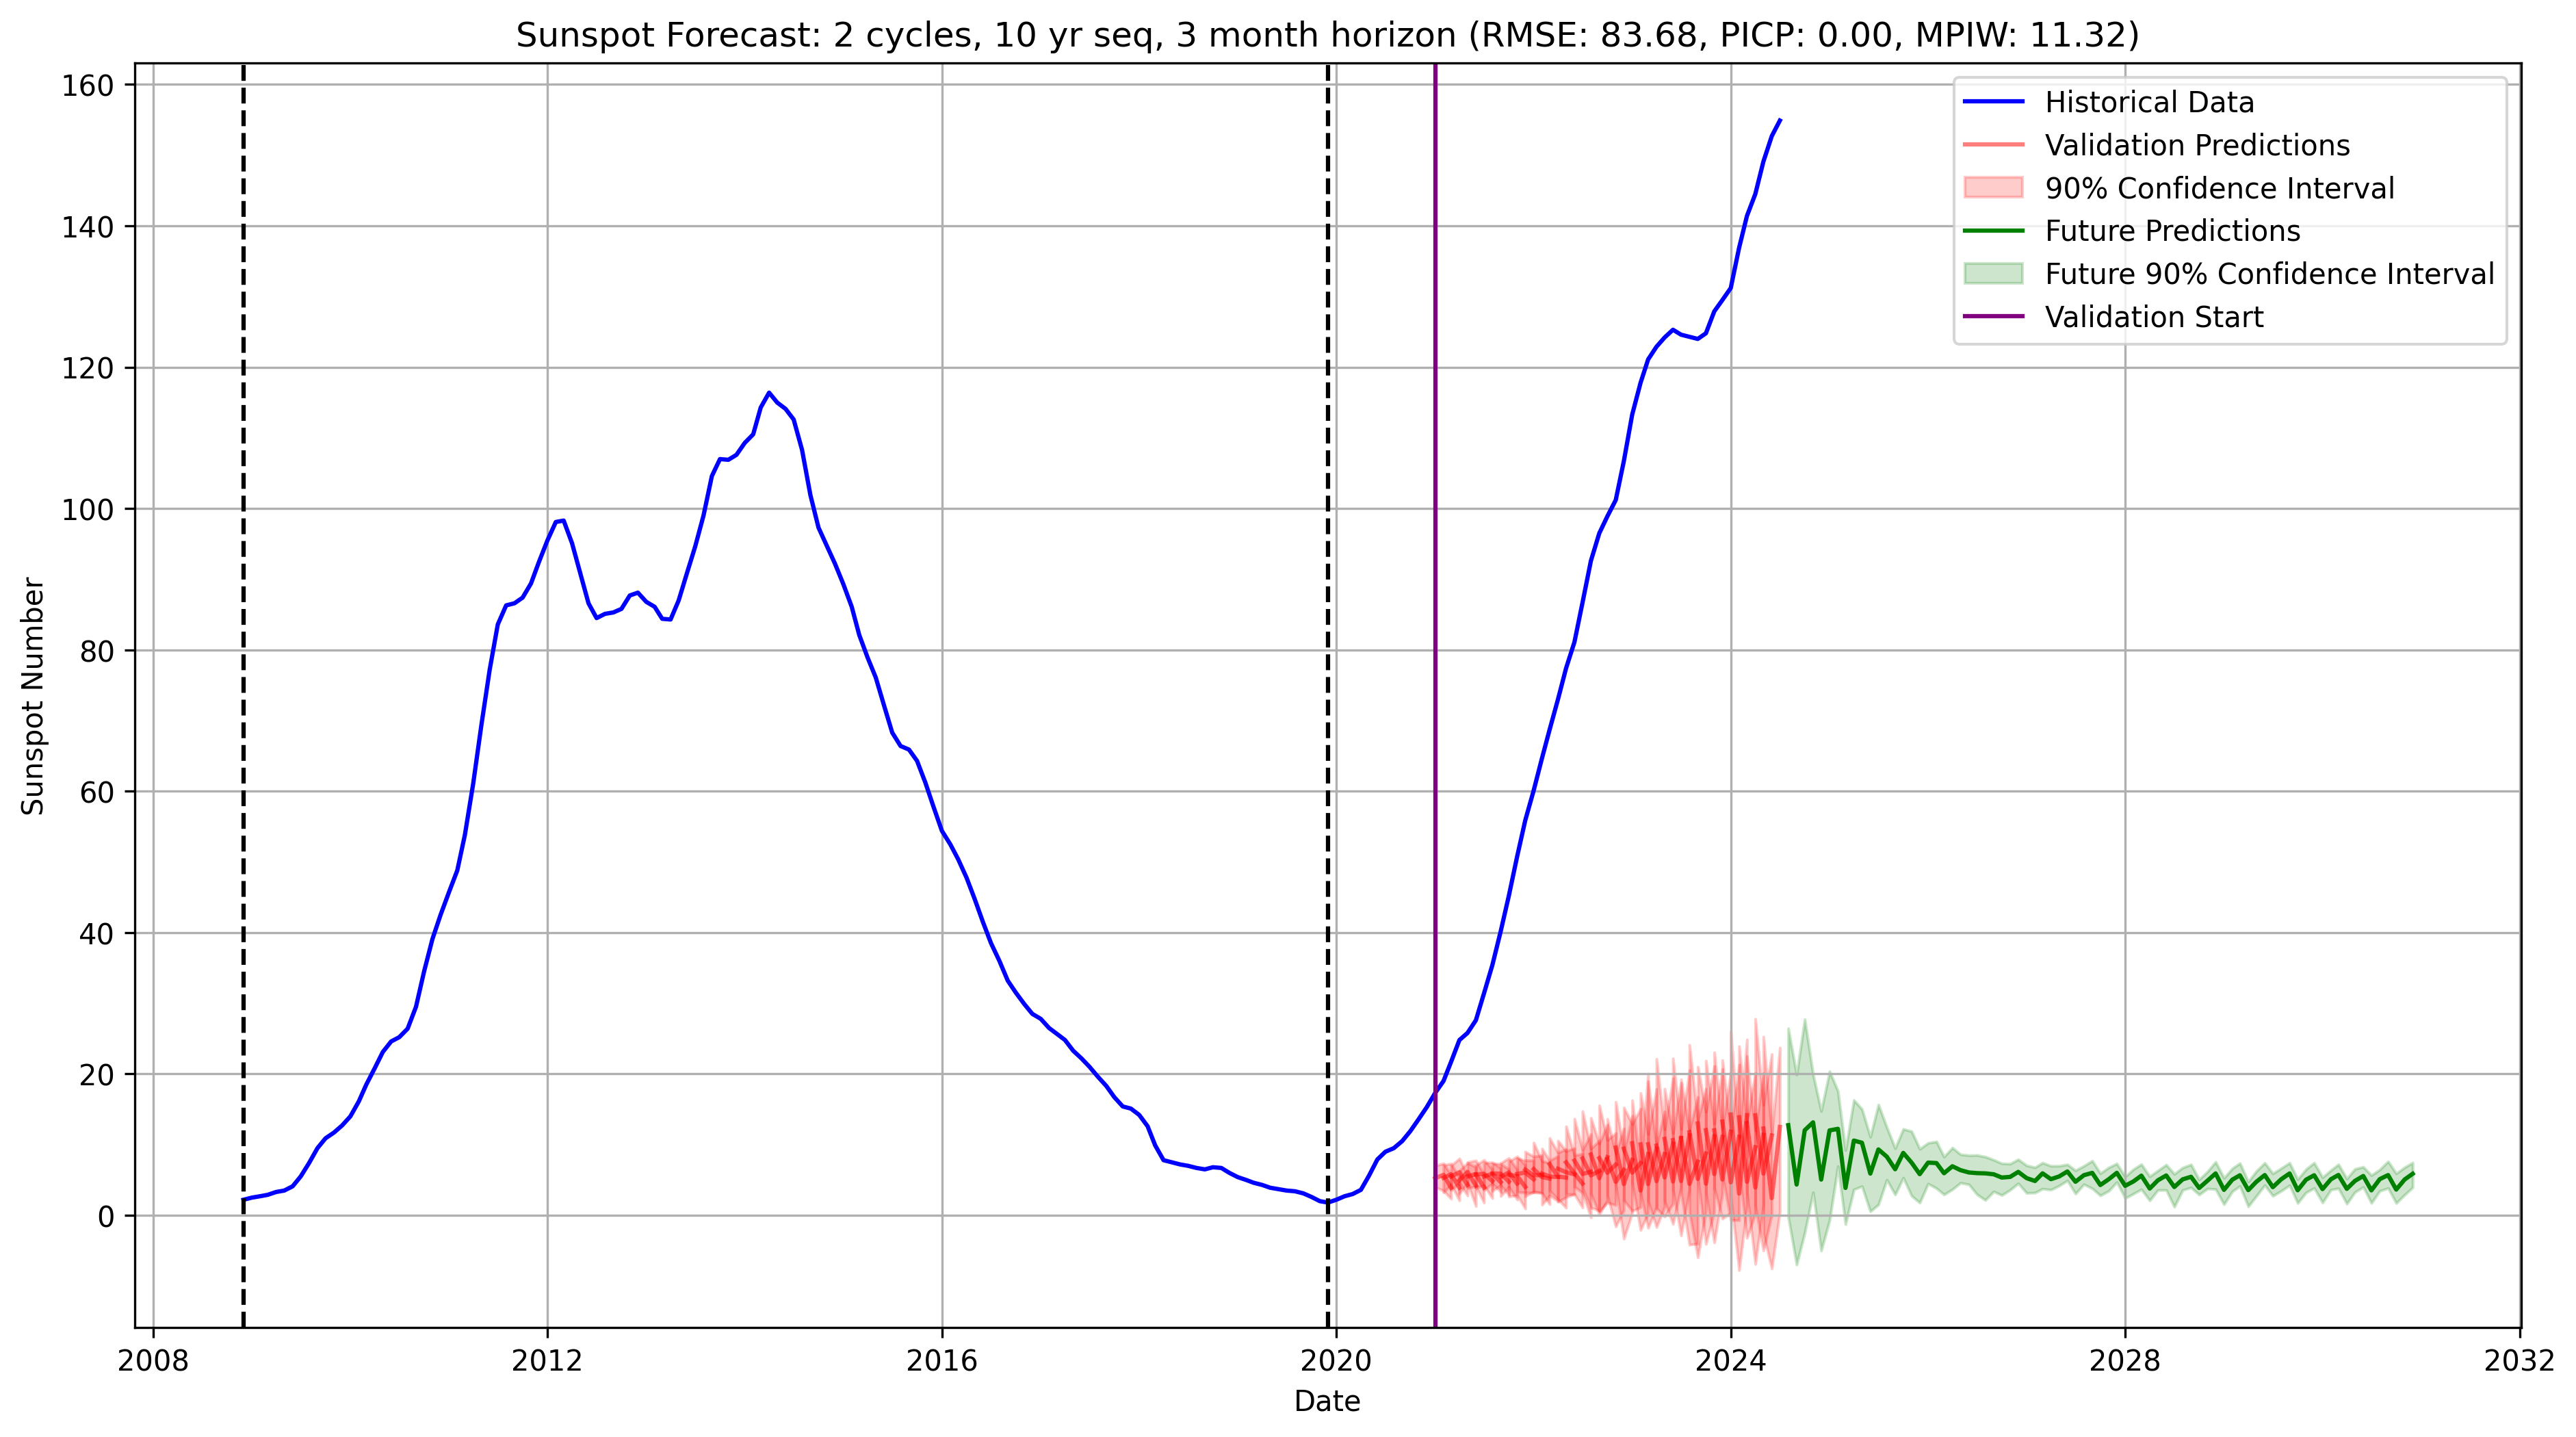 Sunspot Forecast: 2 cycles, 10 yr seq, 3 month horizon (RMSE: 83.68, PICP: 0.00, MPIW: 11.32)
Historical Data
Validation Predictions
90% Confidence Interval
Future Predictions
Future 90% Confidence Interval
Validation Start
Sunspot Number
160
140
120
100
80
60
40
20
0
2008
2012
2016
2020
2024
2028
2032
Date